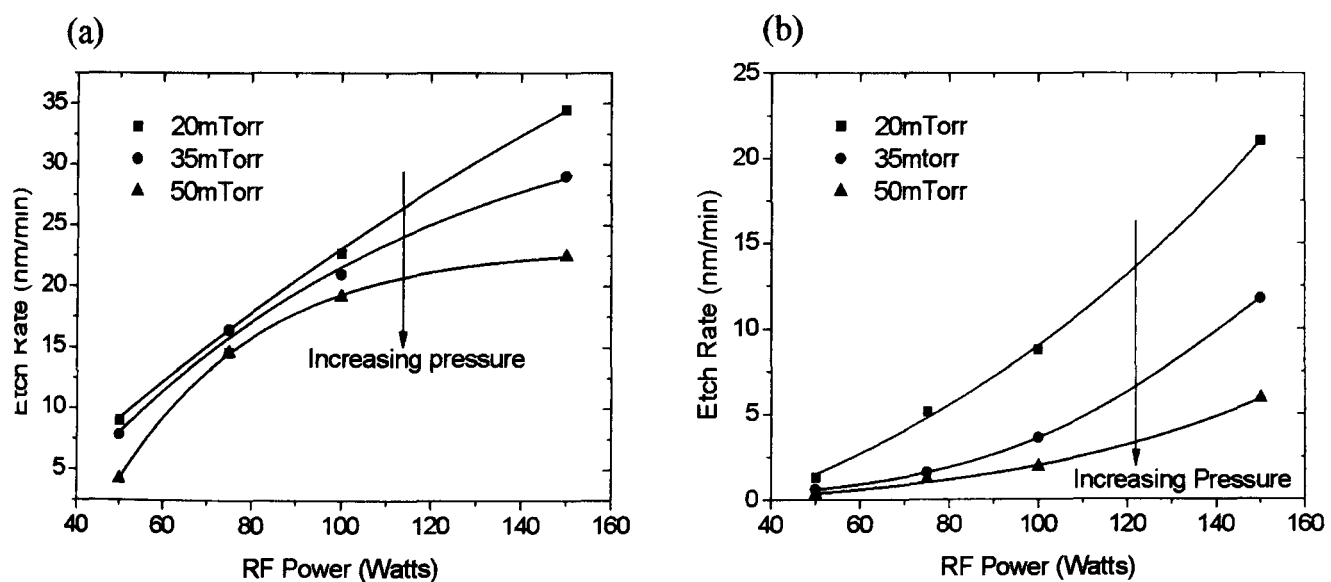 (a)
35
30
25
20
15
10
5
Etch Rate (nm/min)
20mTorr
35mTorr
50mTorr
Increasing pressure
40 60 80 100 120 140 160
RF Power (Watts)
(b)
25
20
15
10
5
0
Etch Rate (nm/min)
20mTorr
35mtorr
50mTorr
Increasing Pressure
40 60 80 100 120 140 160
RF Power (Watts)